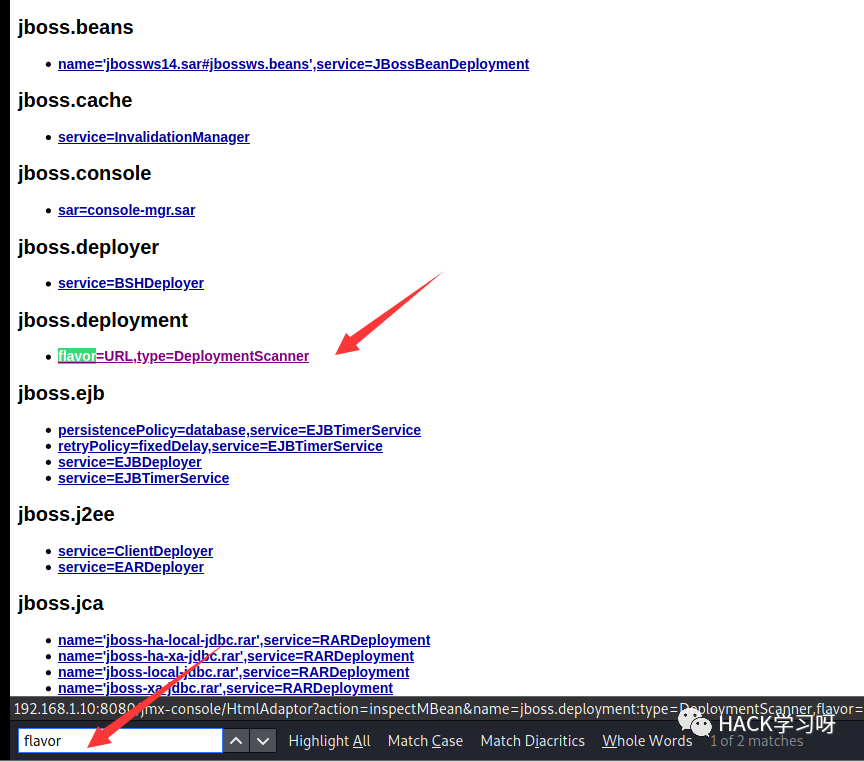 jboss.beans
name='jbossws14.sar#jbossws.beans',service=JBossBeanDeployment
jboss.cache
service=InvalidationManager
jboss.console
sar=console-mgr.sar
jboss.deployer
service=BSHDeployer
jboss.deployment
flavor=URL,type=DeploymentScanner
jboss.ejb
persistencePolicy=database,service=EJBTimerService
retryPolicy=fixedDelay,service=EJBTimerService
service=EJBDeployer
service=EJBTimerService
jboss.j2ee
service=ClientDeployer
service=EARDeployer
jboss.jca
name='jboss-ha-local-jdbc.rar',service=RARDeployment
name='jboss-ha-xa-jdbc.rar',service=RARDeployment
name='jboss-local-jdbc.rar',service=RARDeployment
name='jboss-xa-jdbc.rar',service=RARDeployment
192.168.1.10:8080/jmx-console/HtmlAdaptor?action=inspectMBean&name=jboss.deployment:type=DeploymentScanner,flavor=
HACK学习呀
flavor Highlight All Match Case Match Diacritics Whole Words 1 of 2 matches